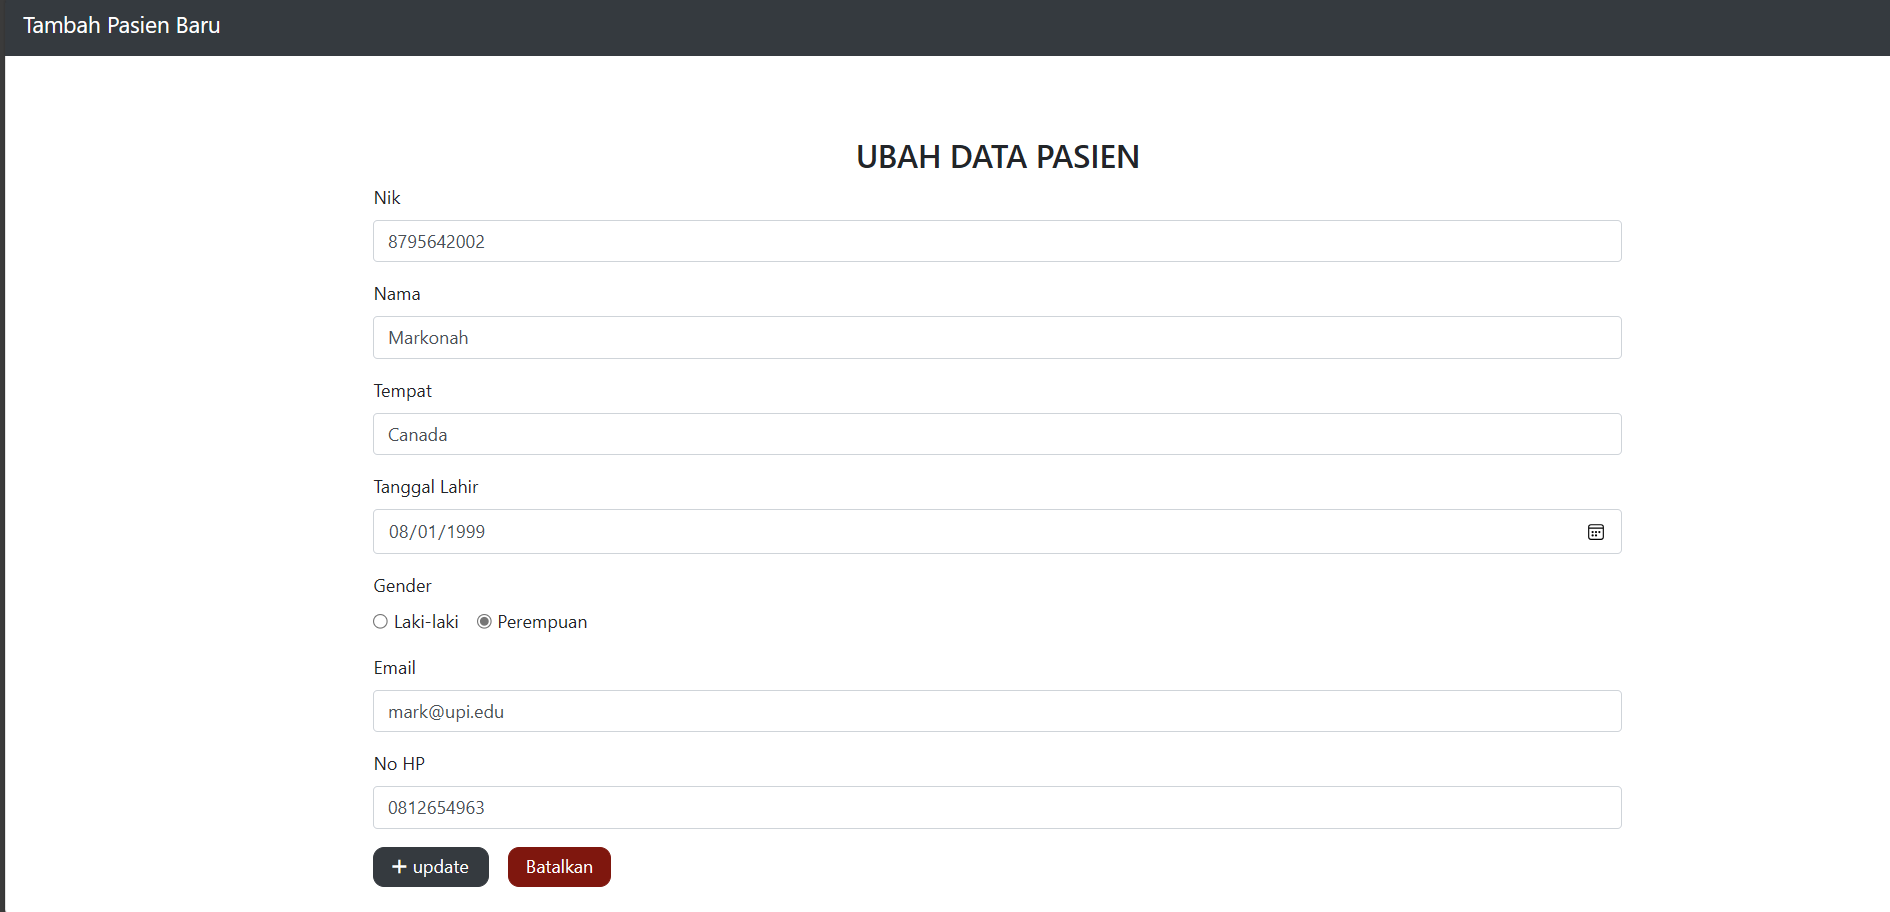 Tambah Pasien Baru
UBAH DATA PASIEN
Nik
8795642002
Nama
Markonah
Tempat
Canada
Tanggal Lahir
08/01/1999
Gender
Laki-laki Perempuan
Email
mark@upi.edu
No HP
0812654963
+ update Batalkan